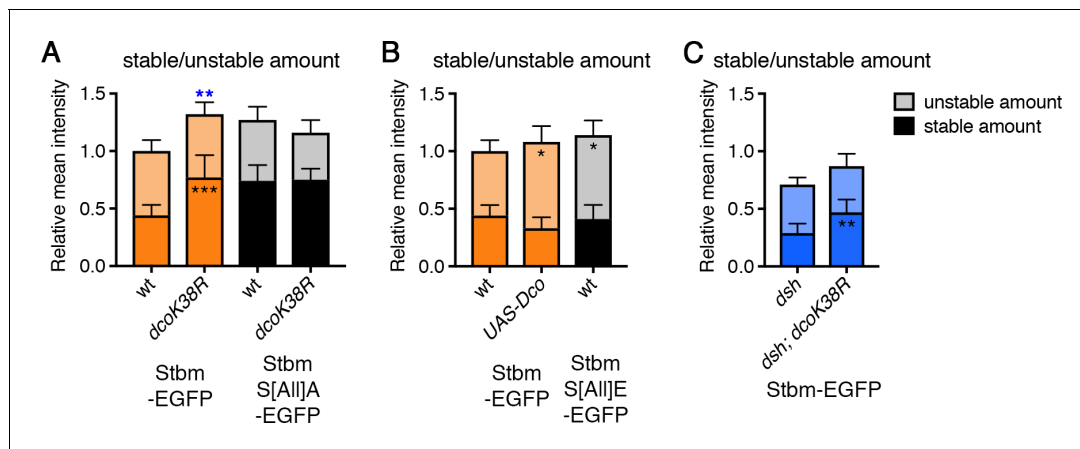 A
stable/unstable amount
Relative mean intensity
1.5
1.0
0.5
0.0
**
***
wt
dcoK38R
wt
dcoK38R
Stbm
-EGFP
Stbm
S[All]A
-EGFP
B
stable/unstable amount
Relative mean intensity
1.5
1.0
0.5
0.0
*
*
wt
UAS-Dco
wt
Stbm
-EGFP
Stbm
S[All]E
-EGFP
C
stable/unstable amount
Relative mean intensity
1.5
1.0
0.5
0.0
**
dsh
dsh; dcoK38R
Stbm-EGFP
unstable amount
stable amount